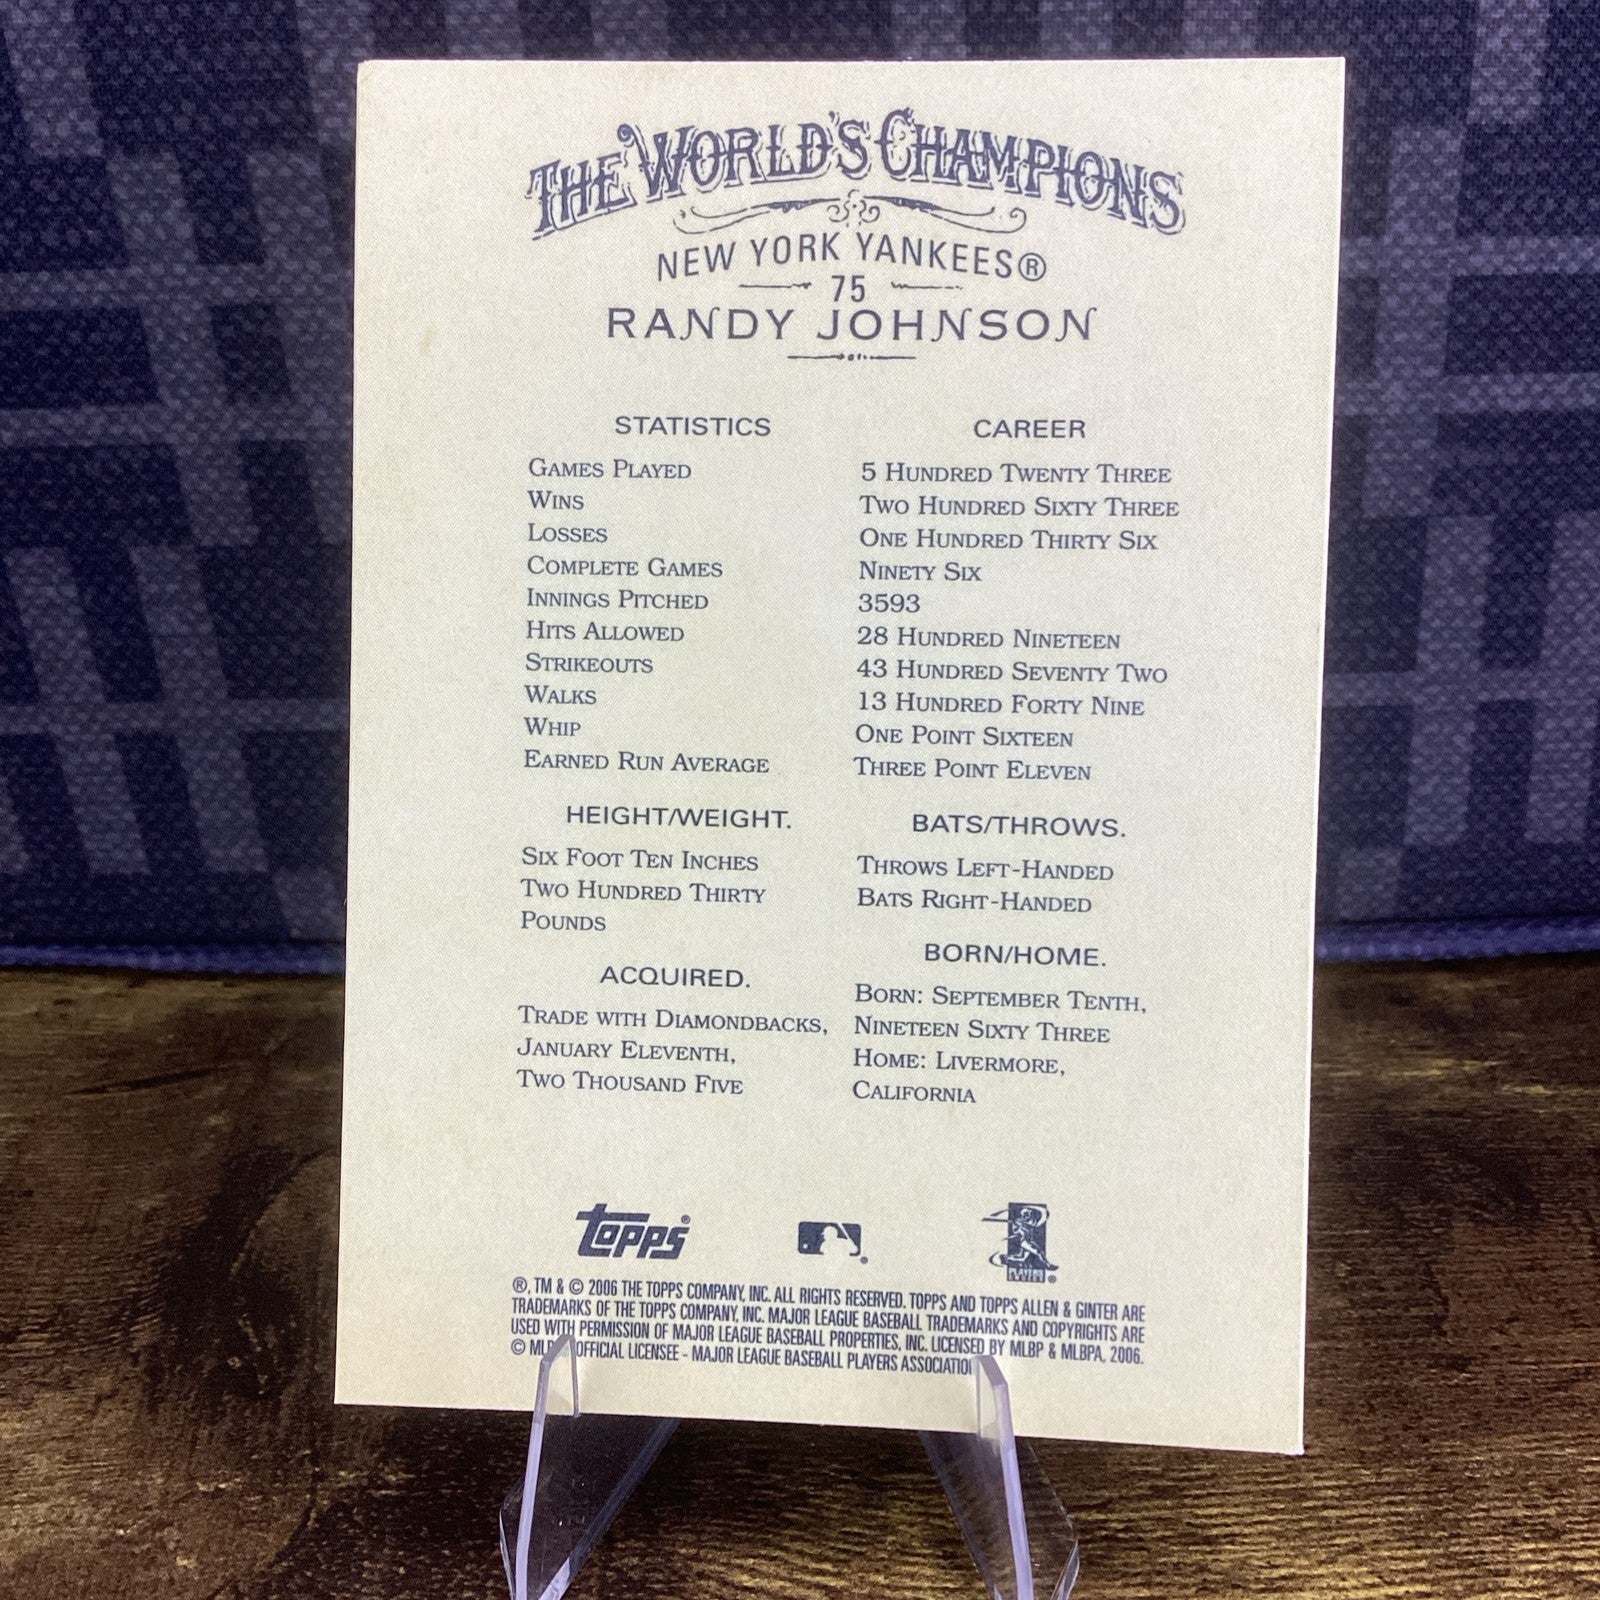 THE WORLD'S CHAMPIONS
NEW YORK YANKEES®
75
RANDY JOHNSON
STATISTICS CAREER
GAMES PLAYED 5 HUNDRED TWENTY THREE
WINS TWO HUNDRED SIXTY THREE
LOSSES ONE HUNDRED THIRTY SIX
COMPLETE GAMES NINETY SIX
INNINGS PITCHED 3593
HITS ALLOWED 28 HUNDRED NINETEEN
STRIKEOUTS 43 HUNDRED SEVENTY TWO
WALKS 13 HUNDRED FORTY NINE
WHIP ONE POINT SIXTEEN
EARNED RUN AVERAGE THREE POINT ELEVEN
HEIGHT/WEIGHT.
SIX FOOT TEN INCHES
TWO HUNDRED THIRTY
POUNDS
ACQUIRED.
TRADE WITH DIAMONDBACKS,
JANUARY ELEVENTH,
TWO THOUSAND FIVE
BATS/THROWS.
THROWS LEFT-HANDED
BATS RIGHT-HANDED
BORN/HOME.
BORN: SEPTEMBER TENTH,
NINETEEN SIXTY THREE
HOME: LIVERMORE,
CALIFORNIA
topps®
PLAYERS
®, TM & © 2006 THE TOPPS COMPANY, INC. ALL RIGHTS RESERVED. TOPPS AND TOPPS ALLEN & GINTER ARE
TRADEMARKS OF THE TOPPS COMPANY, INC. MAJOR LEAGUE BASEBALL TRADEMARKS AND COPYRIGHTS ARE
USED WITH PERMISSION OF MAJOR LEAGUE BASEBALL PROPERTIES, INC. LICENSED BY MLBP & MLBPA, 2006.
© OFFICIAL LICENSEE - MAJOR LEAGUE BASEBALL PLAYERS ASSOCIATION